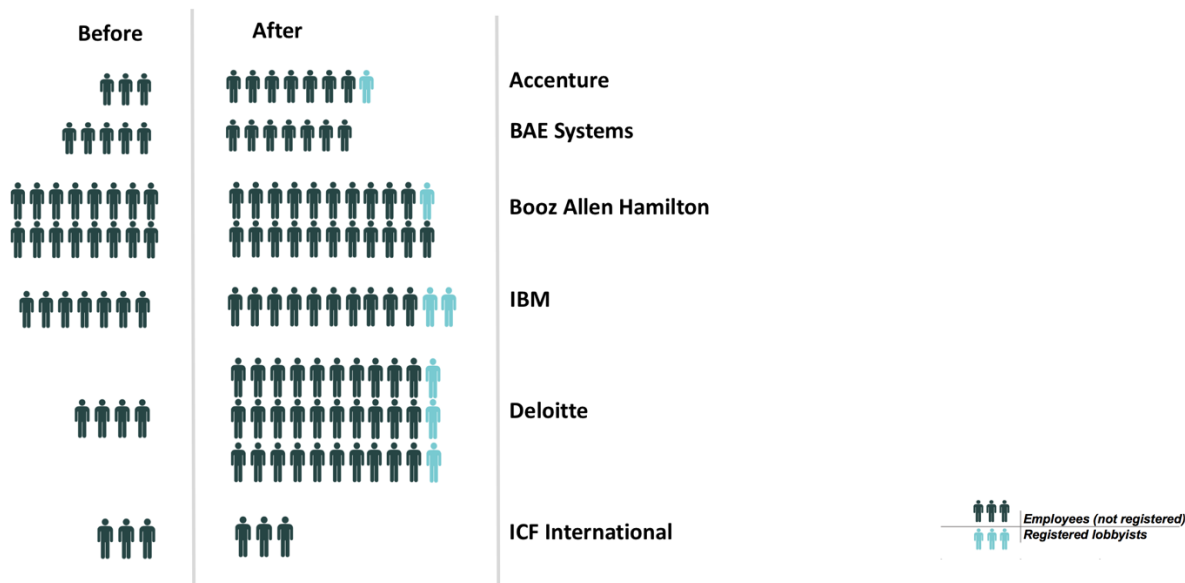 Before
After
Accenture
BAE Systems
Booz Allen Hamilton
IBM
Deloitte
ICF International
Employees (not registered)
Registered lobbyists